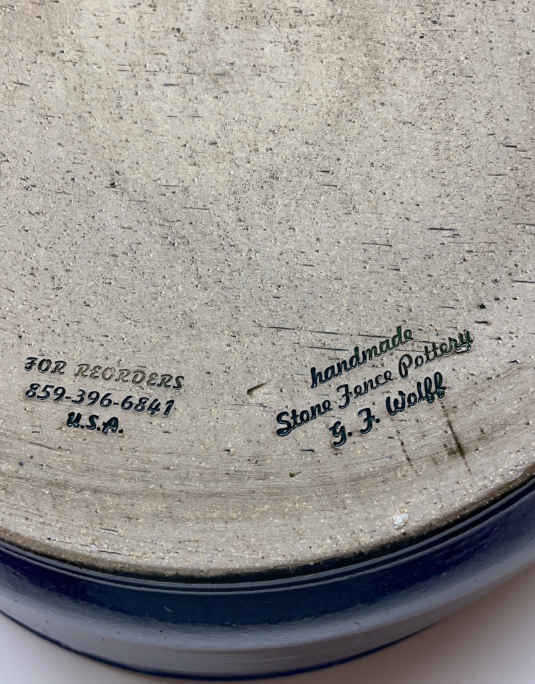 FOR REORDERS
859-396-6841
U.S.A.
handmade
Stone Fence Pottery
G. F. Wolff